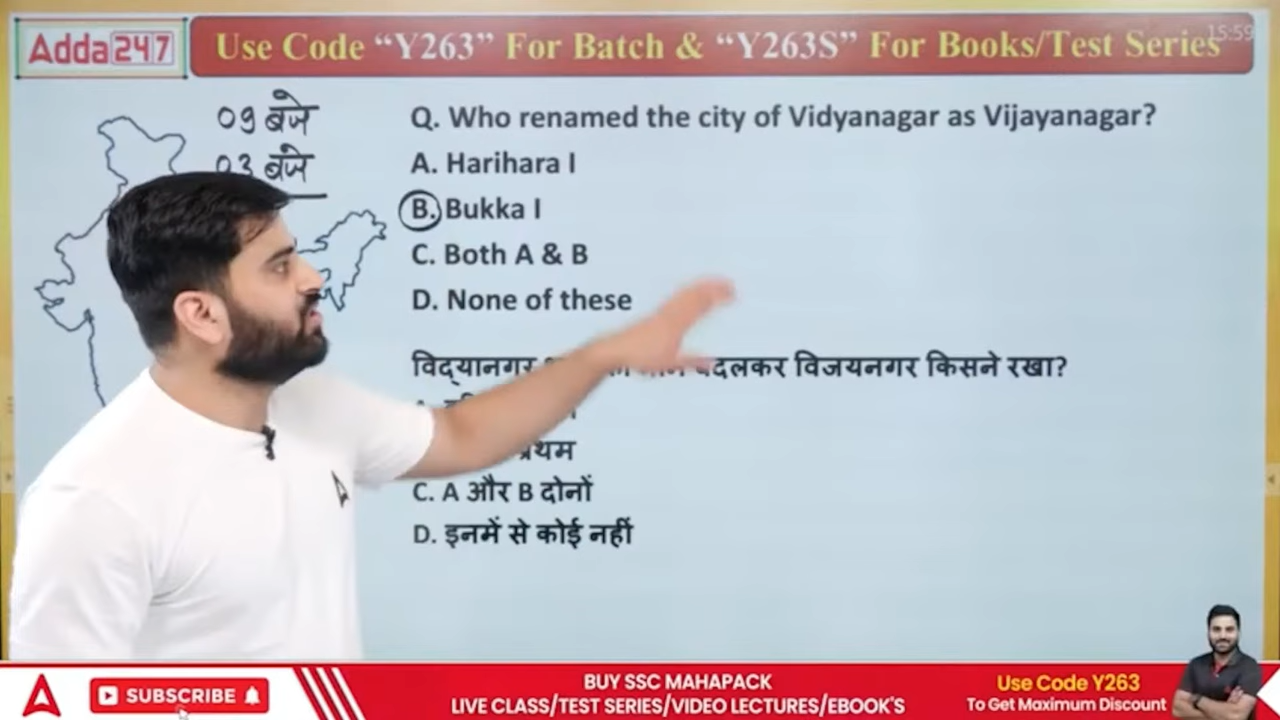 Adda247
Use Code “Y263” For Batch & “Y263S” For Books/Test Series
15:59
09 बजे
03 बजे
Q. Who renamed the city of Vidyanagar as Vijayanagar?
A. Harihara I
B. Bukka I
C. Both A & B
D. None of these
विद्यानगर बदलकर विजयनगर किसने रखा?
प्रथम
C. A और B दोनों
D. इनमें से कोई नहीं
SUBSCRIBE
BUY SSC MAHAPACK
LIVE CLASS/TEST SERIES/VIDEO LECTURES/EBOOK'S
Use Code Y263
To Get Maximum Discount